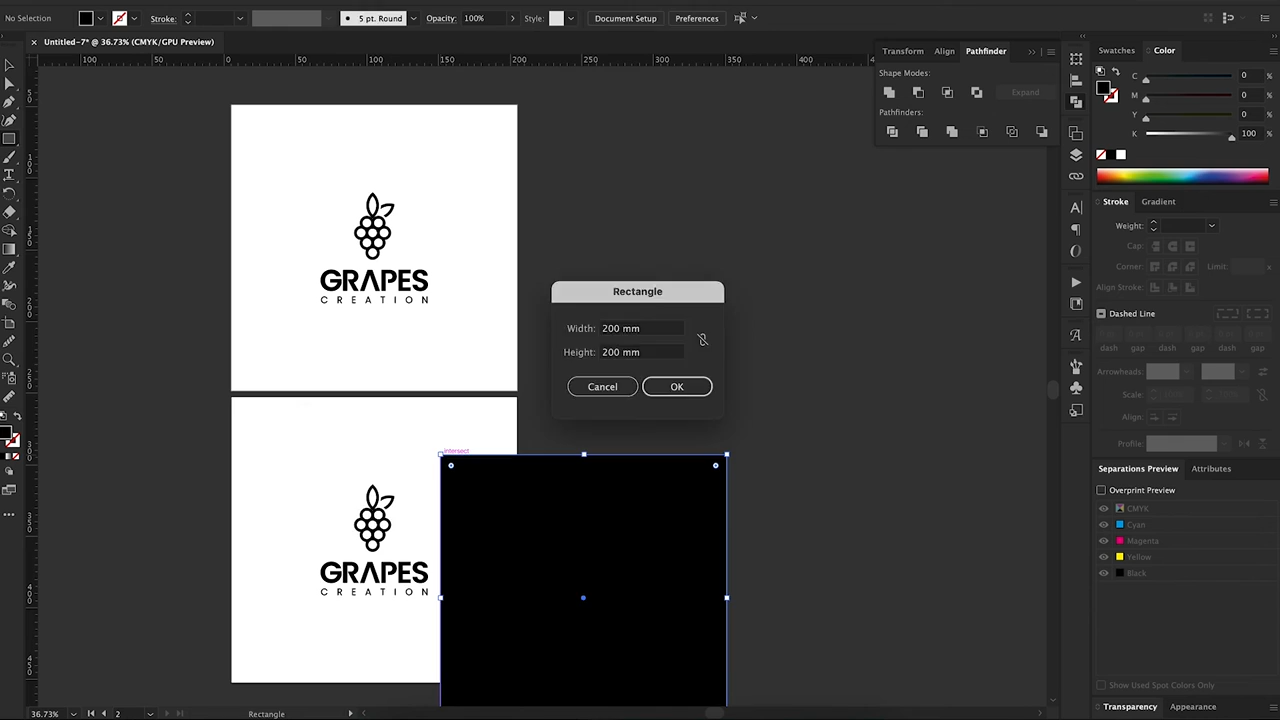 No Selection
Stroke:
5 pt. Round
Opacity:
100%
Style:
Document Setup
Preferences
× Untitled-7* @ 36.73% (CMYK/GPU Preview)
100
50
0
50
100
150
200
250
300
350
400
Transform
Align
Pathfinder
Shape Modes:
Expand
Pathfinders:
Swatches
Color
C
0
%
M
0
%
Y
0
%
K
100
%
Stroke
Gradient
Weight:
Cap:
Corner:
Limit:
Align Stroke:
Dashed Line
dash
gap
dash
gap
dash
gap
Arrowheads:
Scale:
Align:
Profile:
Separations Preview
Attributes
Overprint Preview
CMYK
Cyan
Magenta
Yellow
Black
Show Used Spot Colors Only
Transparency
Appearance
GRAPES
CREATION
Rectangle
Width:
200 mm
Height:
200 mm
Cancel
OK
intersect
GRAPES
CREATION
36.73%
2
Rectangle